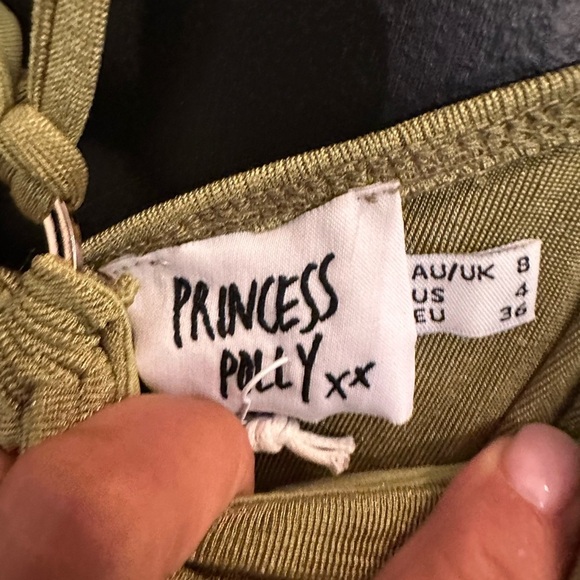 PRINCESS
POLLY xx
AU/UK 8
US 4
EU 36